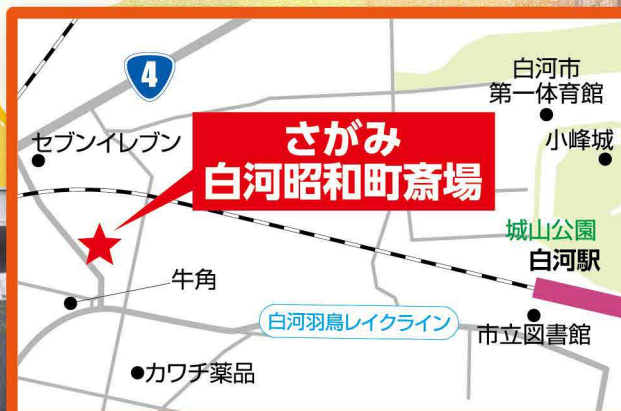 4
白河市
第一体育館
セブンイレブン
小峰城
さがみ
白河昭和町斎場
城山公園
白河駅
牛角
白河羽鳥レイクライン
市立図書館
カワチ薬品